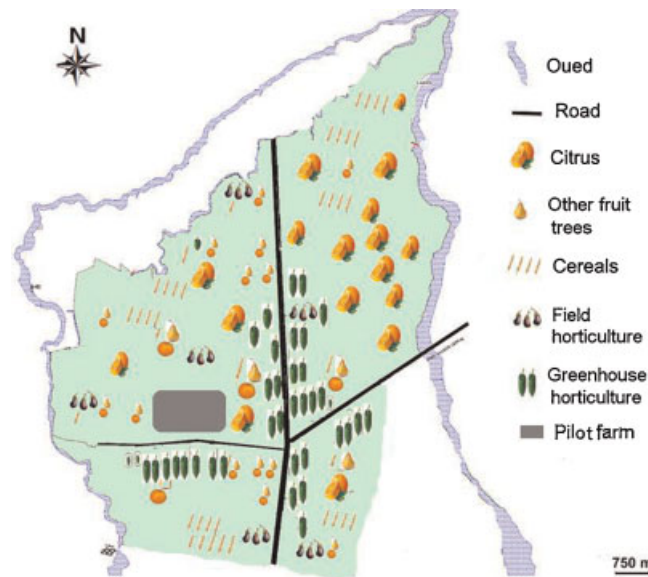 N
Oued
Road
Citrus
Other fruit
trees
Cereals
Field
horticulture
Greenhouse
horticulture
Pilot farm
750 m